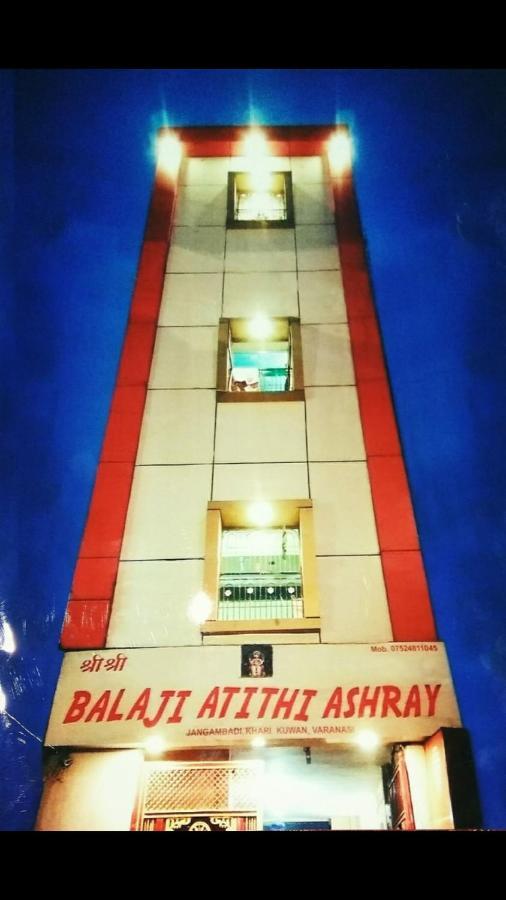 श्री श्री
Mob. 07524811045
BALAJI ATITHI ASHRAY
JANGAMBADI, KHARI KUWAN, VARANASI